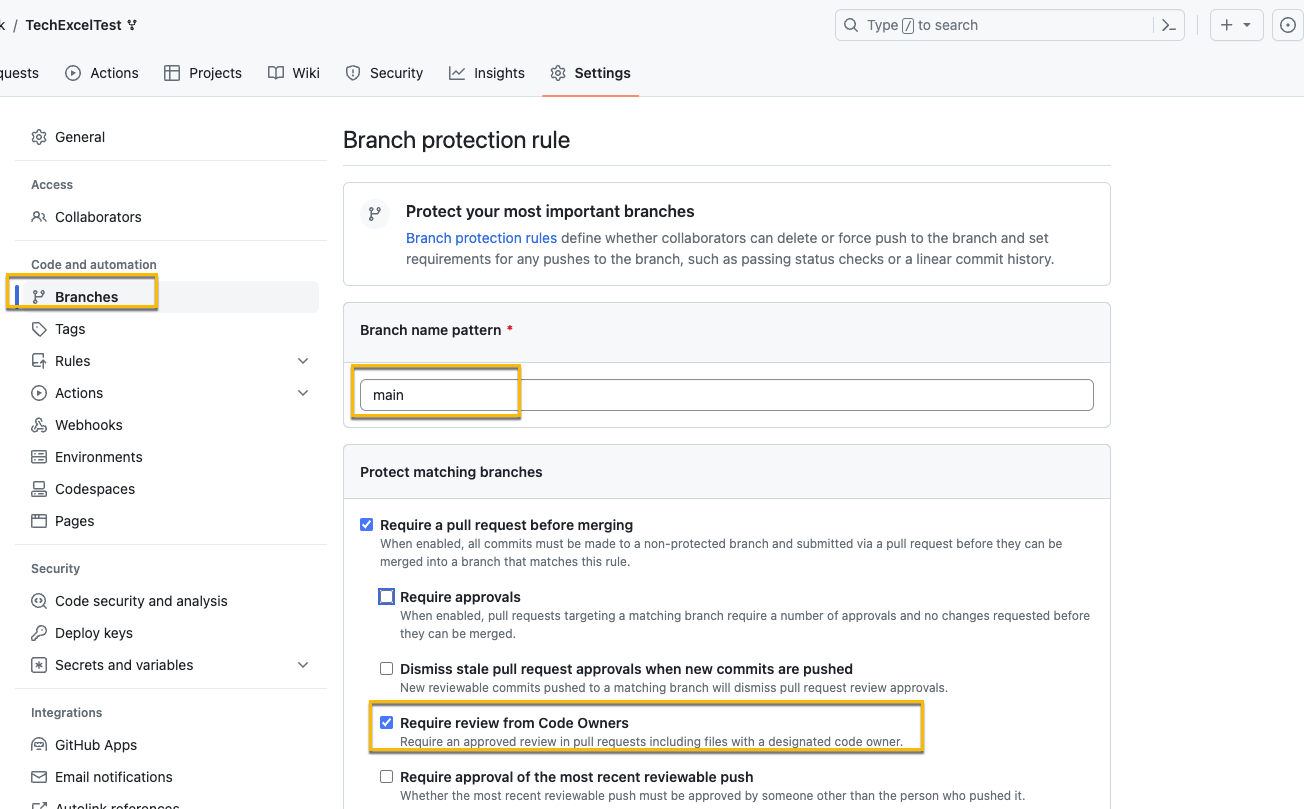 k / TechExcelTest
Type / to search
quests Actions Projects Wiki Security Insights Settings
General
Access
Collaborators
Code and automation
Branches
Tags
Rules
Actions
Webhooks
Environments
Codespaces
Pages
Security
Code security and analysis
Deploy keys
Secrets and variables
Integrations
GitHub Apps
Email notifications
Autolink references
Branch protection rule
Protect your most important branches
Branch protection rules define whether collaborators can delete or force push to the branch and set
requirements for any pushes to the branch, such as passing status checks or a linear commit history.
Branch name pattern *
main
Protect matching branches
Require a pull request before merging
When enabled, all commits must be made to a non-protected branch and submitted via a pull request before they can be
merged into a branch that matches this rule.
Require approvals
When enabled, pull requests targeting a matching branch require a number of approvals and no changes requested before
they can be merged.
Dismiss stale pull request approvals when new commits are pushed
New reviewable commits pushed to a matching branch will dismiss pull request review approvals.
Require review from Code Owners
Require an approved review in pull requests including files with a designated code owner.
Require approval of the most recent reviewable push
Whether the most recent reviewable push must be approved by someone other than the person who pushed it.